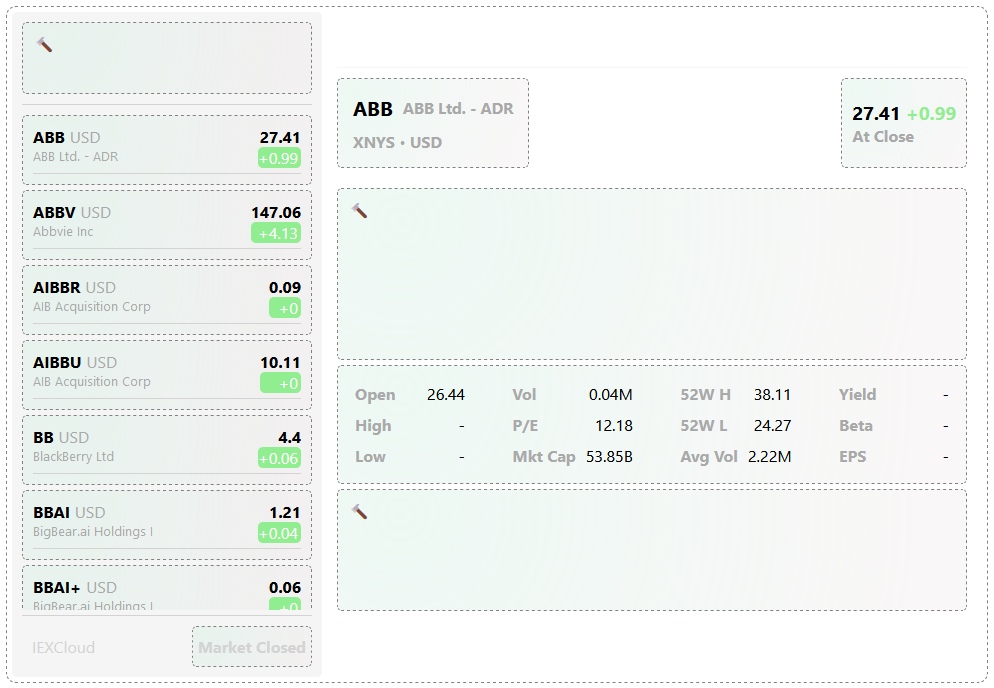 ABB USD 27.41
ABB Ltd. - ADR +0.99
ABBV USD 147.06
Abbvie Inc +4.13
AIBBR USD 0.09
AIB Acquisition Corp +0
AIBBU USD 10.11
AIB Acquisition Corp +0
BB USD 4.4
BlackBerry Ltd +0.06
BBAI USD 1.21
BigBear.ai Holdings I +0.04
BBAI+ USD 0.06
BigBear.ai Holdings I +0
IEXCloud Market Closed
ABB ABB Ltd. - ADR
XNYS • USD
27.41 +0.99
At Close
Open 26.44 Vol 0.04M 52W H 38.11 Yield -
High - P/E 12.18 52W L 24.27 Beta -
Low - Mkt Cap 53.85B Avg Vol 2.22M EPS -